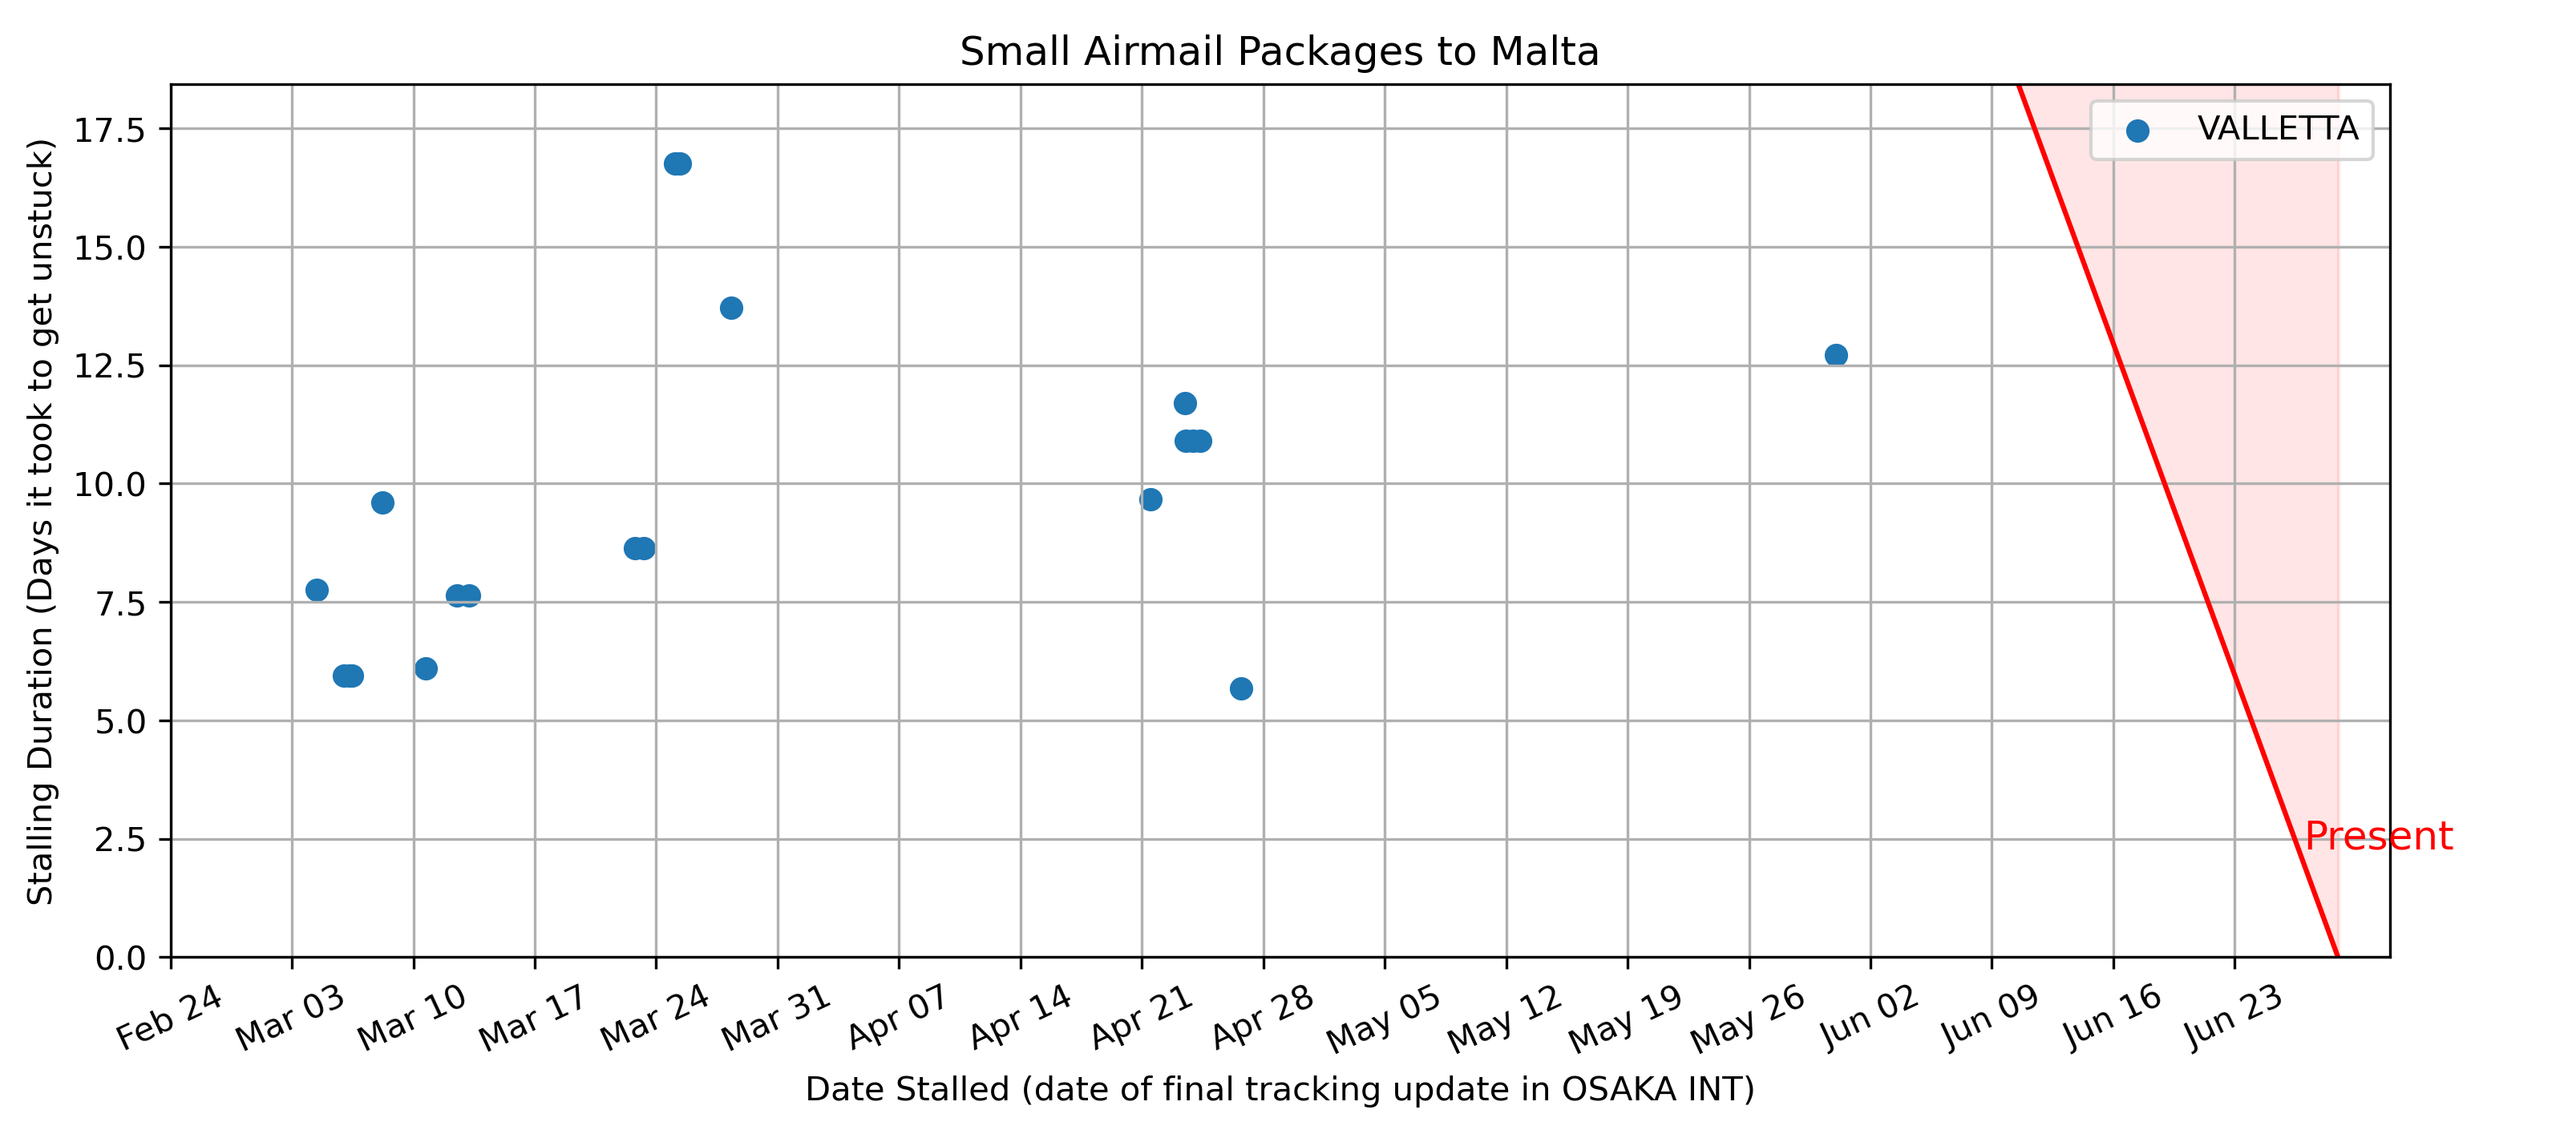 Small Airmail Packages to Malta
VALLETTA
Stalling Duration (Days it took to get unstuck)
17.5
15.0
12.5
10.0
7.5
5.0
2.5
0.0
Present
Feb 24
Mar 03
Mar 10
Mar 17
Mar 24
Mar 31
Apr 07
Apr 14
Apr 21
Apr 28
May 05
May 12
May 19
May 26
Jun 02
Jun 09
Jun 16
Jun 23
Date Stalled (date of final tracking update in OSAKA INT)